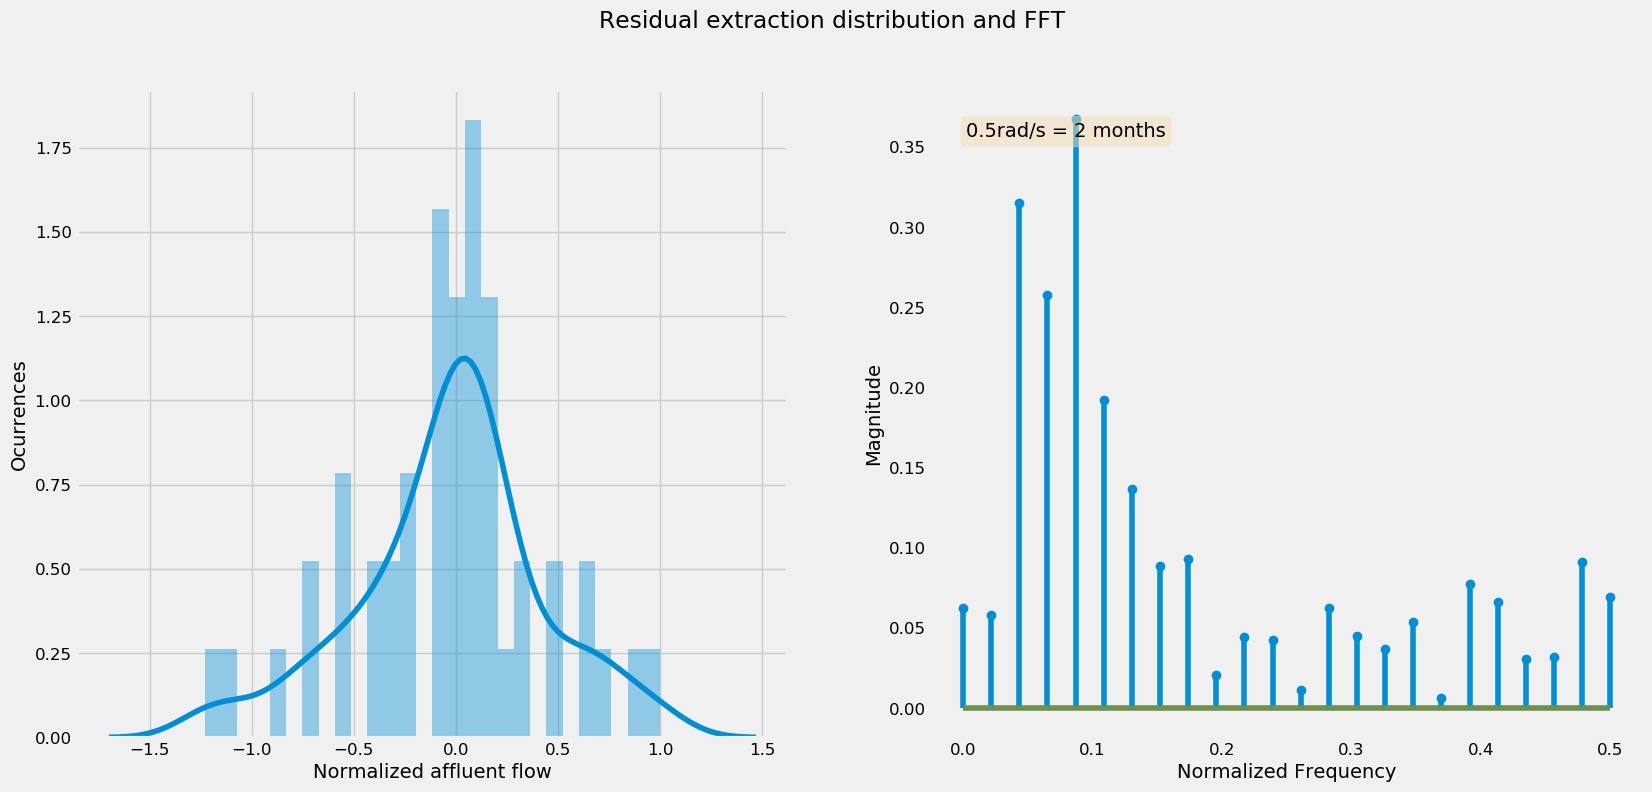 Residual extraction distribution and FFT
1.75
1.50
1.25
1.00
0.75
0.50
0.25
0.00
Ocurrences
−1.5 −1.0 −0.5 0.0 0.5 1.0 1.5
Normalized affluent flow
0.5rad/s = 2 months
0.35
0.30
0.25
0.20
0.15
0.10
0.05
0.00
Magnitude
0.0 0.1 0.2 0.3 0.4 0.5
Normalized Frequency